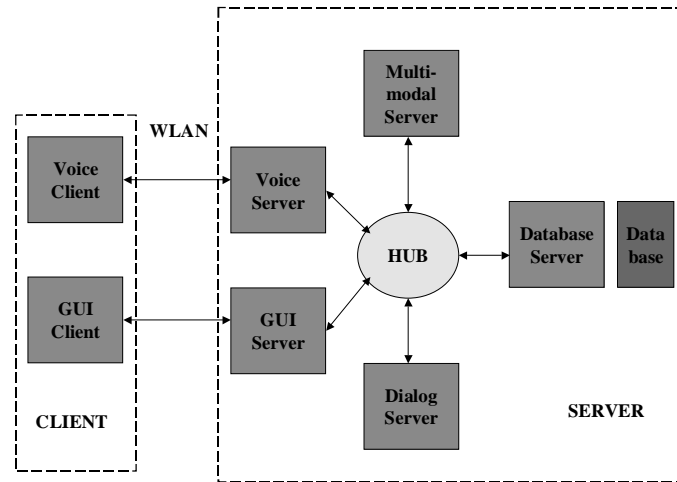 Multi-
modal
Server
WLAN
Voice
Client
Voice
Server
HUB
Database
Server
Data
base
GUI
Client
GUI
Server
Dialog
Server
CLIENT
SERVER